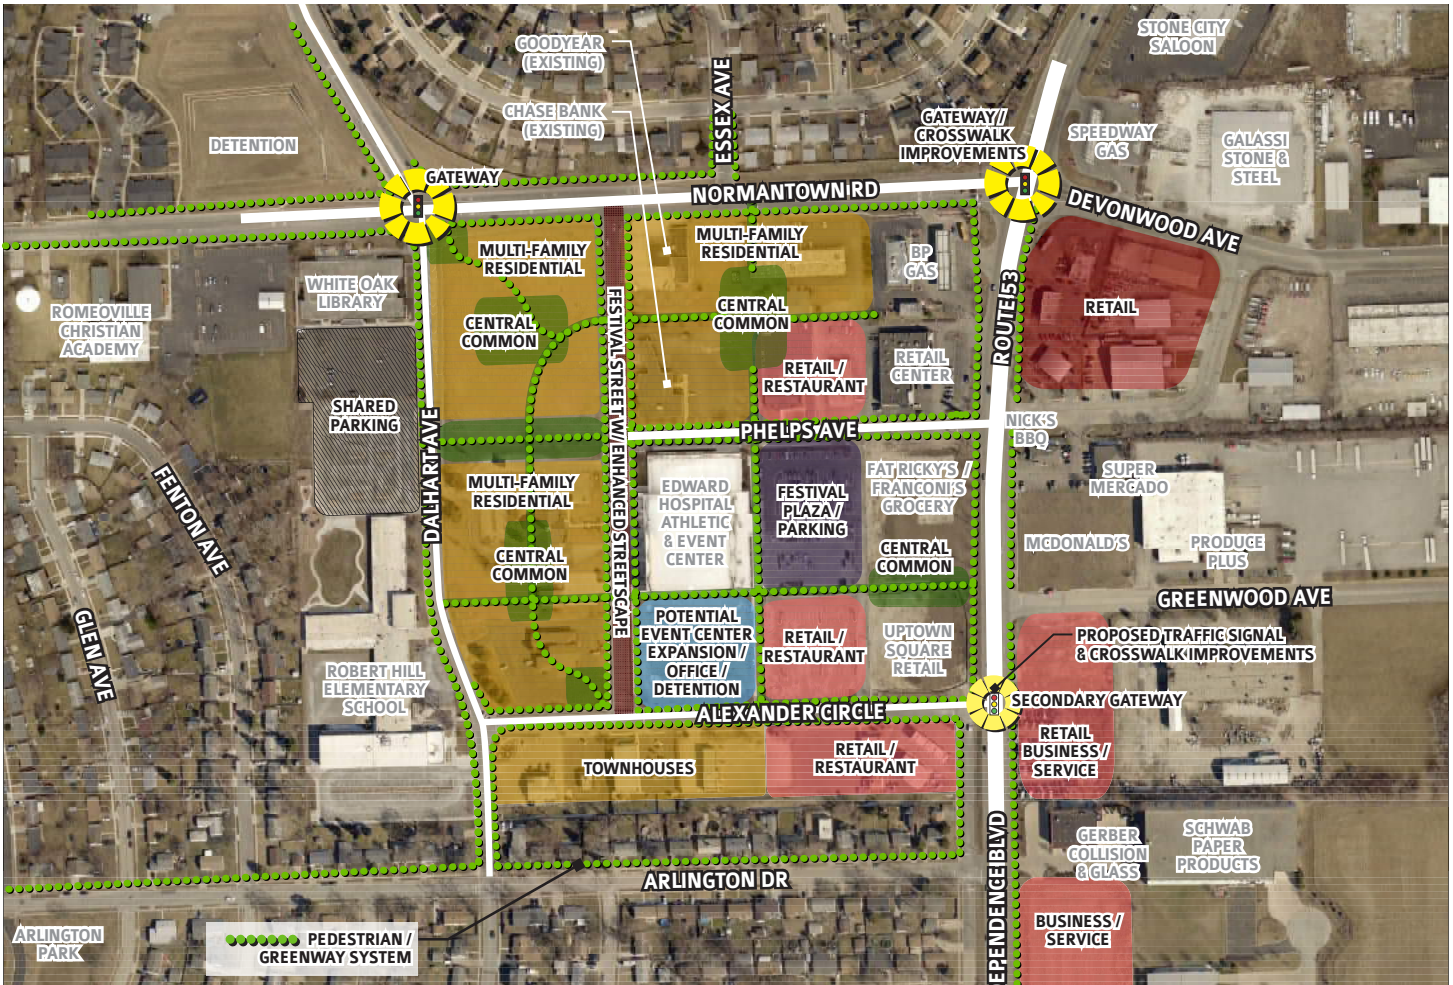 STONE CITY
SALOON
GOODYEAR
(EXISTING)
ESSEX AVE
CHASE BANK
(EXISTING)
GATEWAY /
CROSSWALK
IMPROVEMENTS
SPEEDWAY
GAS
GALASSI
STONE &
STEEL
DETENTION
GATEWAY
NORMANTOWN RD
DEVONWOOD AVE
MULTI-FAMILY
RESIDENTIAL
MULTI-FAMILY
RESIDENTIAL
BP
GAS
WHITE OAK
LIBRARY
ROMEOVILLE
CHRISTIAN
ACADEMY
CENTRAL
COMMON
CENTRAL
COMMON
FESTIVAL STREET W/ ENHANCED STREETSCAPE
ROUTE 53
RETAIL
RETAIL /
RESTAURANT
RETAIL
CENTER
SHARED
PARKING
DALHART AVE
PHELPS AVE
NICK'S
BBQ
FENTON AVE
MULTI-FAMILY
RESIDENTIAL
EDWARD
HOSPITAL
ATHLETIC
& EVENT
CENTER
FESTIVAL
PLAZA /
PARKING
FAT RICKY'S /
FRANCONI'S
GROCERY
SUPER
MERCADO
CENTRAL
COMMON
CENTRAL
COMMON
MCDONALD'S
PRODUCE
PLUS
GREENWOOD AVE
GLEN AVE
POTENTIAL
EVENT CENTER
EXPANSION /
OFFICE /
DETENTION
RETAIL /
RESTAURANT
UPTOWN
SQUARE
RETAIL
PROPOSED TRAFFIC SIGNAL
& CROSSWALK IMPROVEMENTS
ROBERT HILL
ELEMENTARY
SCHOOL
SECONDARY GATEWAY
ALEXANDER CIRCLE
RETAIL
BUSINESS /
SERVICE
TOWNHOUSES
RETAIL /
RESTAURANT
GERBER
COLLISION
& GLASS
SCHWAB
PAPER
PRODUCTS
ARLINGTON DR
EPENDENCE BLVD
BUSINESS /
SERVICE
ARLINGTON
PARK
PEDESTRIAN /
GREENWAY SYSTEM